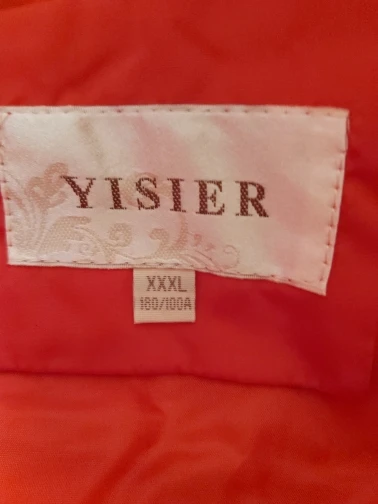 YISIER
XXXL
180/100A